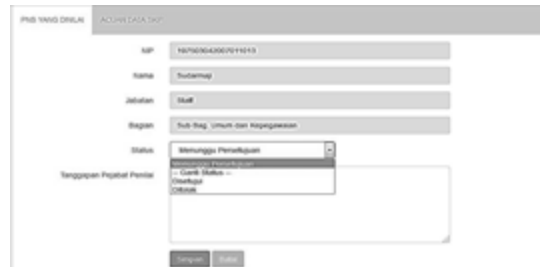 PNS YANG DINILAI ACUAN DATA SKP
NIP
Nama Sudarmaji
Jabatan Staff
Bagian Sub Bag. Umum dan Kepegawaian
Status Menunggu Persetujuan
Menunggu Persetujuan
-- Ganti Status --
Disetujui
Ditolak
Tanggapan Pejabat Penilai
Simpan Batal